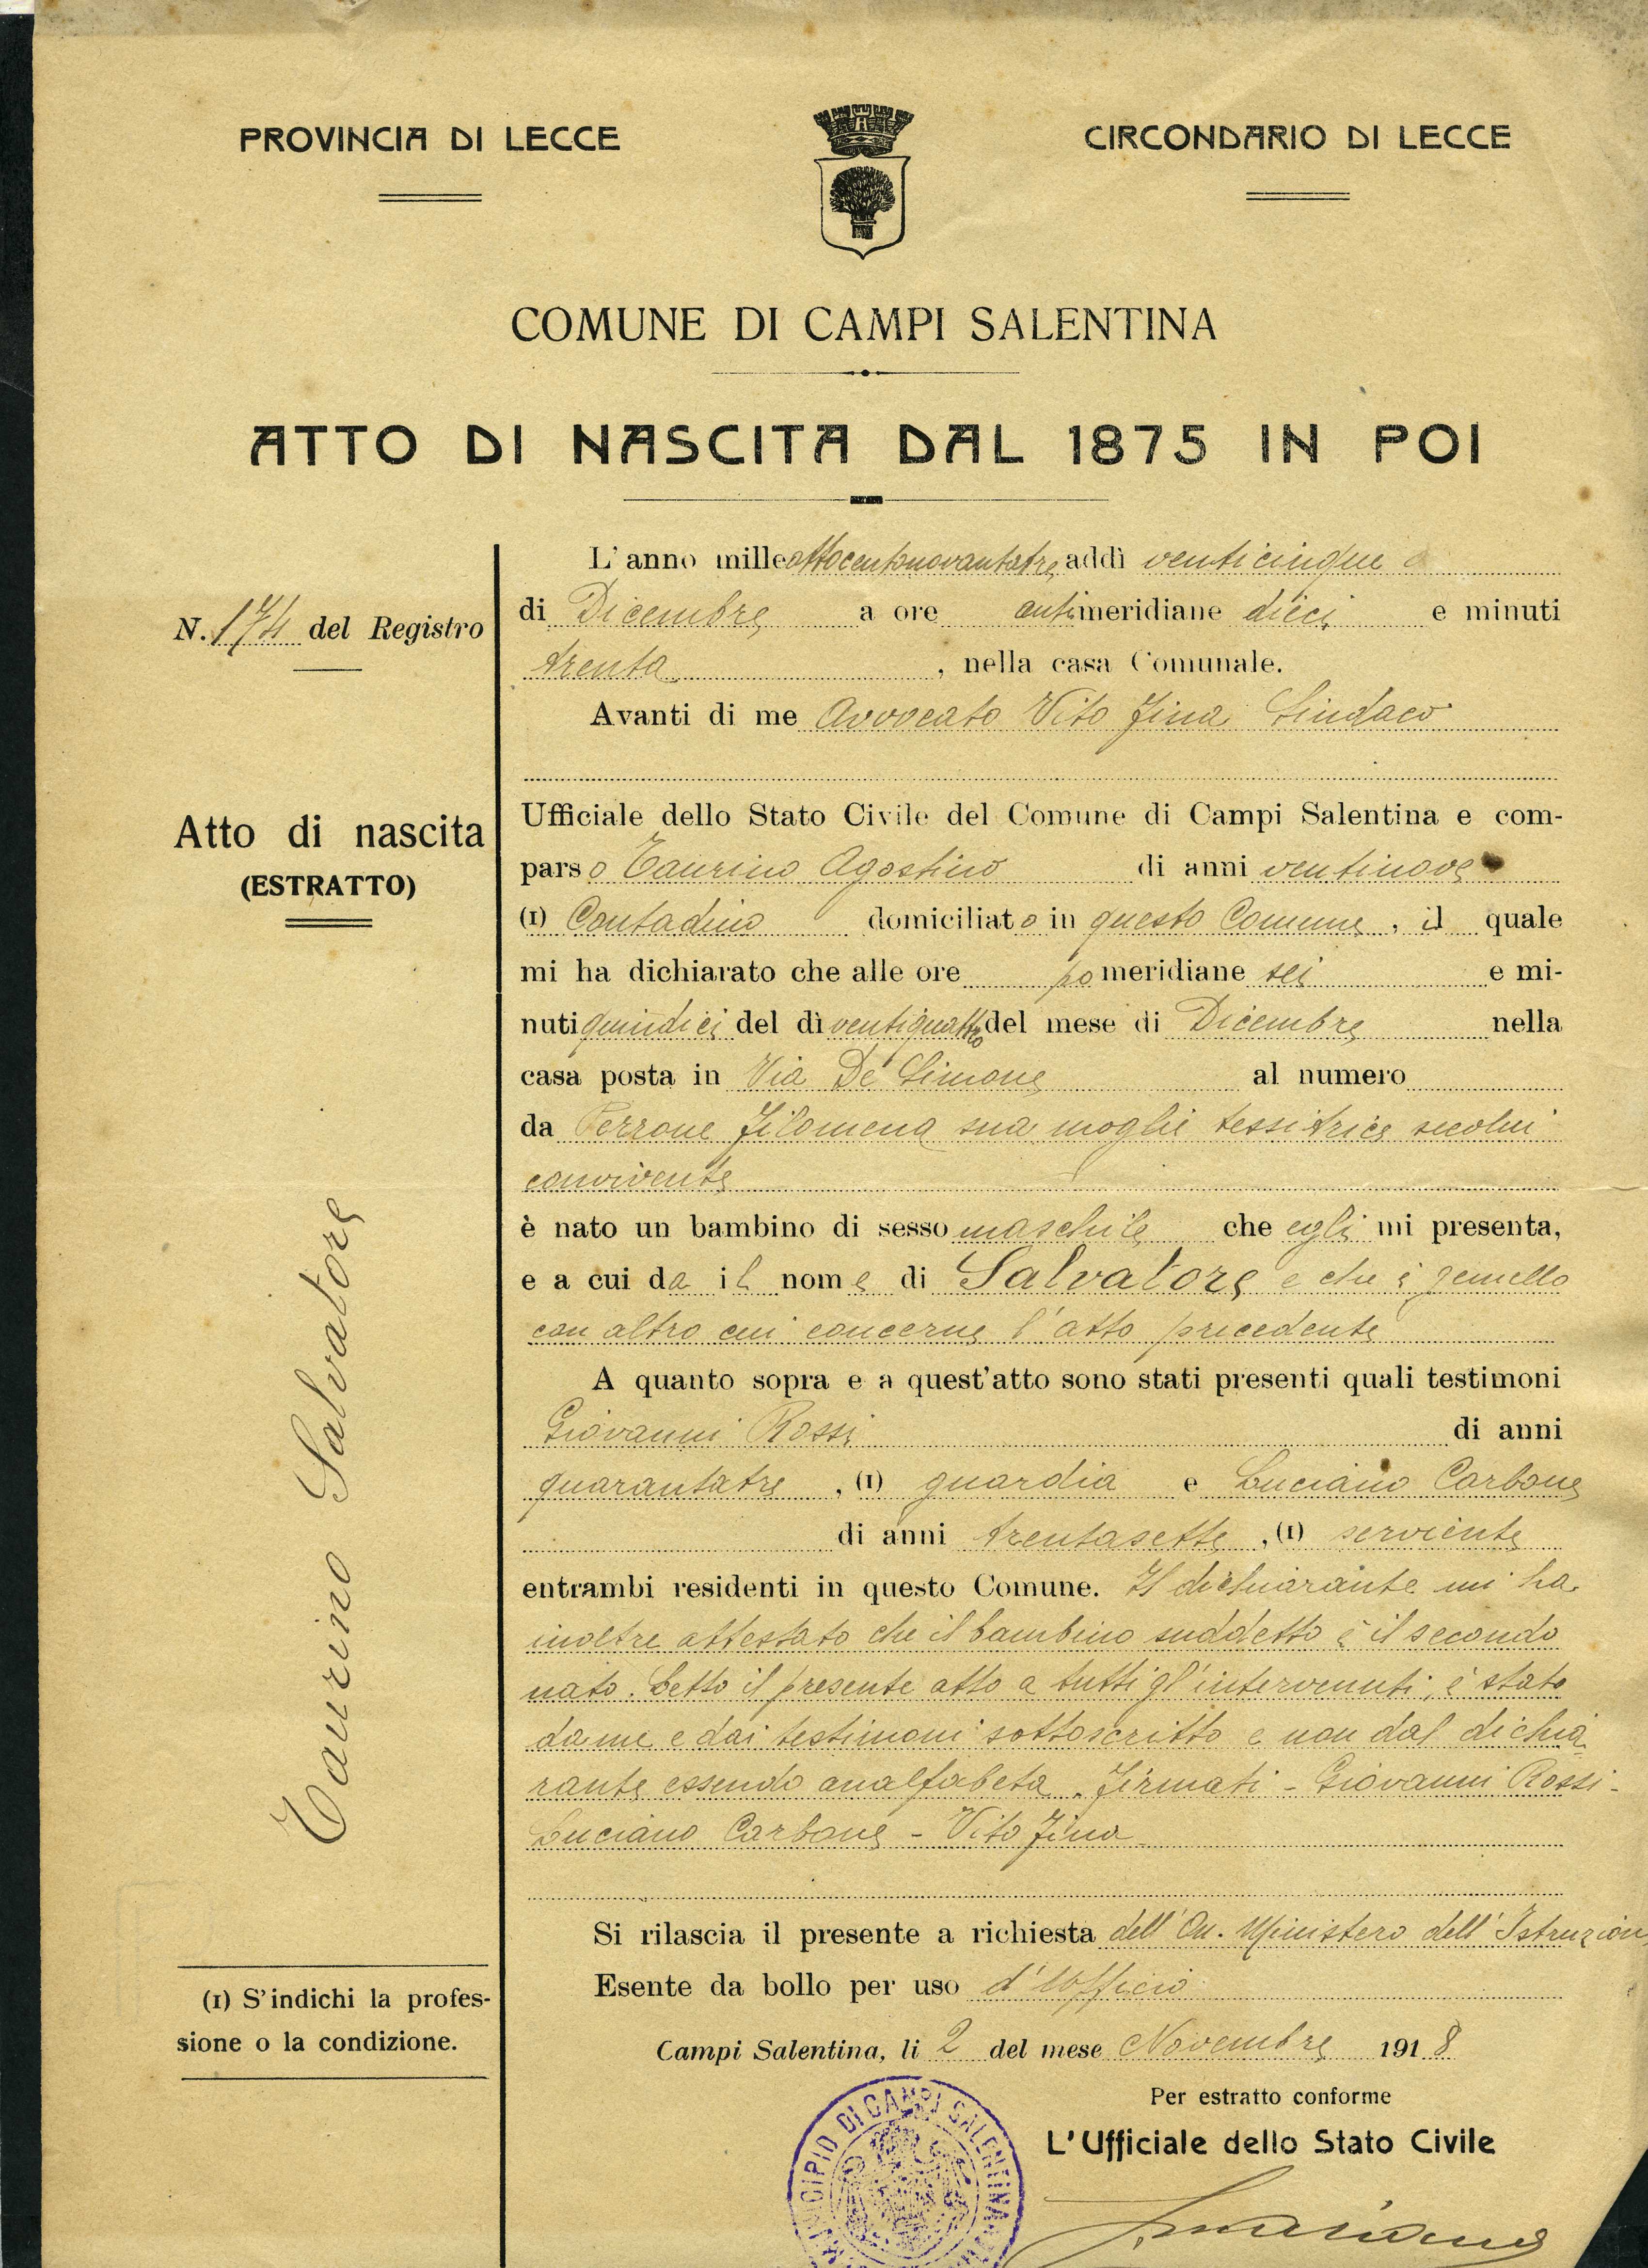 PROVINCIA DI LECCE
CIRCONDARIO DI LECCE
COMUNE DI CAMPI SALENTINA
ATTO DI NASCITA DAL 1875 IN POI
N. 174 del Registro
Atto di nascita
(ESTRATTO)
Taurino Salvatore
(1) S'indichi la profes-
sione o la condizione.
L'anno milleottocentonovantatre addì venticinque
di Dicembre a ore antimeridiane dieci e minuti
trenta, nella casa Comunale.
Avanti di me Avvocato Vito Fina Sindaco
Ufficiale dello Stato Civile del Comune di Campi Salentina e com-
parso Taurino Agostino di anni ventinove
(1) Contadino domiciliato in questo Comune, il quale
mi ha dichiarato che alle ore pomeridiane sei e mi-
nuti quindici del dì ventiquattro del mese di Dicembre nella
casa posta in Via De Simone al numero
da Perrone Filomena sua moglie tessitrice secolui
convivente
è nato un bambino di sesso maschile che egli mi presenta,
e a cui da il nome di Salvatore e che è gemello
con altro cui concerne l'atto precedente
A quanto sopra e a quest'atto sono stati presenti quali testimoni
Giovanni Rossi di anni
quarantatre, (1) guardia e Luciano Carbone
di anni trentasette, (1) serviente
entrambi residenti in questo Comune. Il dichiarante mi ha
inoltre attestato che il bambino suddetto è il secondo
nato. Letto il presente atto a tutti gl'intervenuti, è stato
da me e dai testimoni sottoscritto e non dal dichia
rante essendo analfabeta. Firmati - Giovanni Rossi -
Luciano Carbone - Vito Fina
Si rilascia il presente a richiesta dell'On. Ministero dell'Istruzione
Esente da bollo per uso d'Ufficio
Campi Salentina, li 2 del mese Novembre 1918
Per estratto conforme
L'Ufficiale dello Stato Civile
DI CAMPI SALENTINA